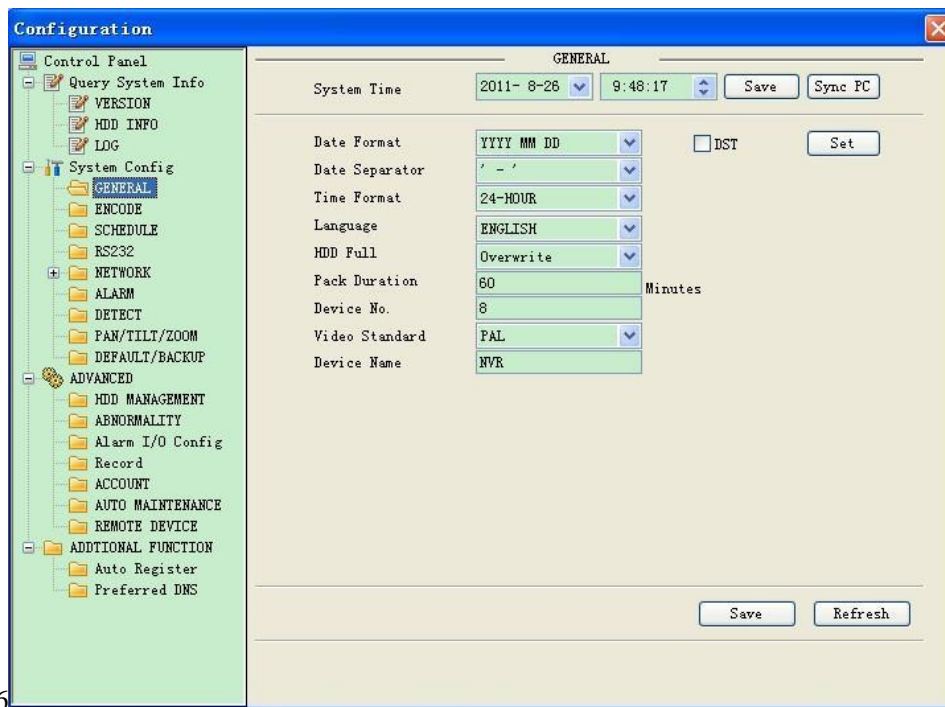 Configuration
Control Panel
Query System Info
VERSION
HDD INFO
LOG
System Config
GENERAL
ENCODE
SCHEDULE
RS232
NETWORK
ALARM
DETECT
PAN/TILT/ZOOM
DEFAULT/BACKUP
ADVANCED
HDD MANAGEMENT
ABNORMALITY
Alarm I/O Config
Record
ACCOUNT
AUTO MAINTENANCE
REMOTE DEVICE
ADDTIONAL FUNCTION
Auto Register
Preferred DNS
GENERAL
System Time 2011- 8-26 9:48:17 Save Sync PC
Date Format YYYY MM DD DST Set
Date Separator ' - '
Time Format 24-HOUR
Language ENGLISH
HDD Full Overwrite
Pack Duration 60 Minutes
Device No. 8
Video Standard PAL
Device Name NVR
Save Refresh